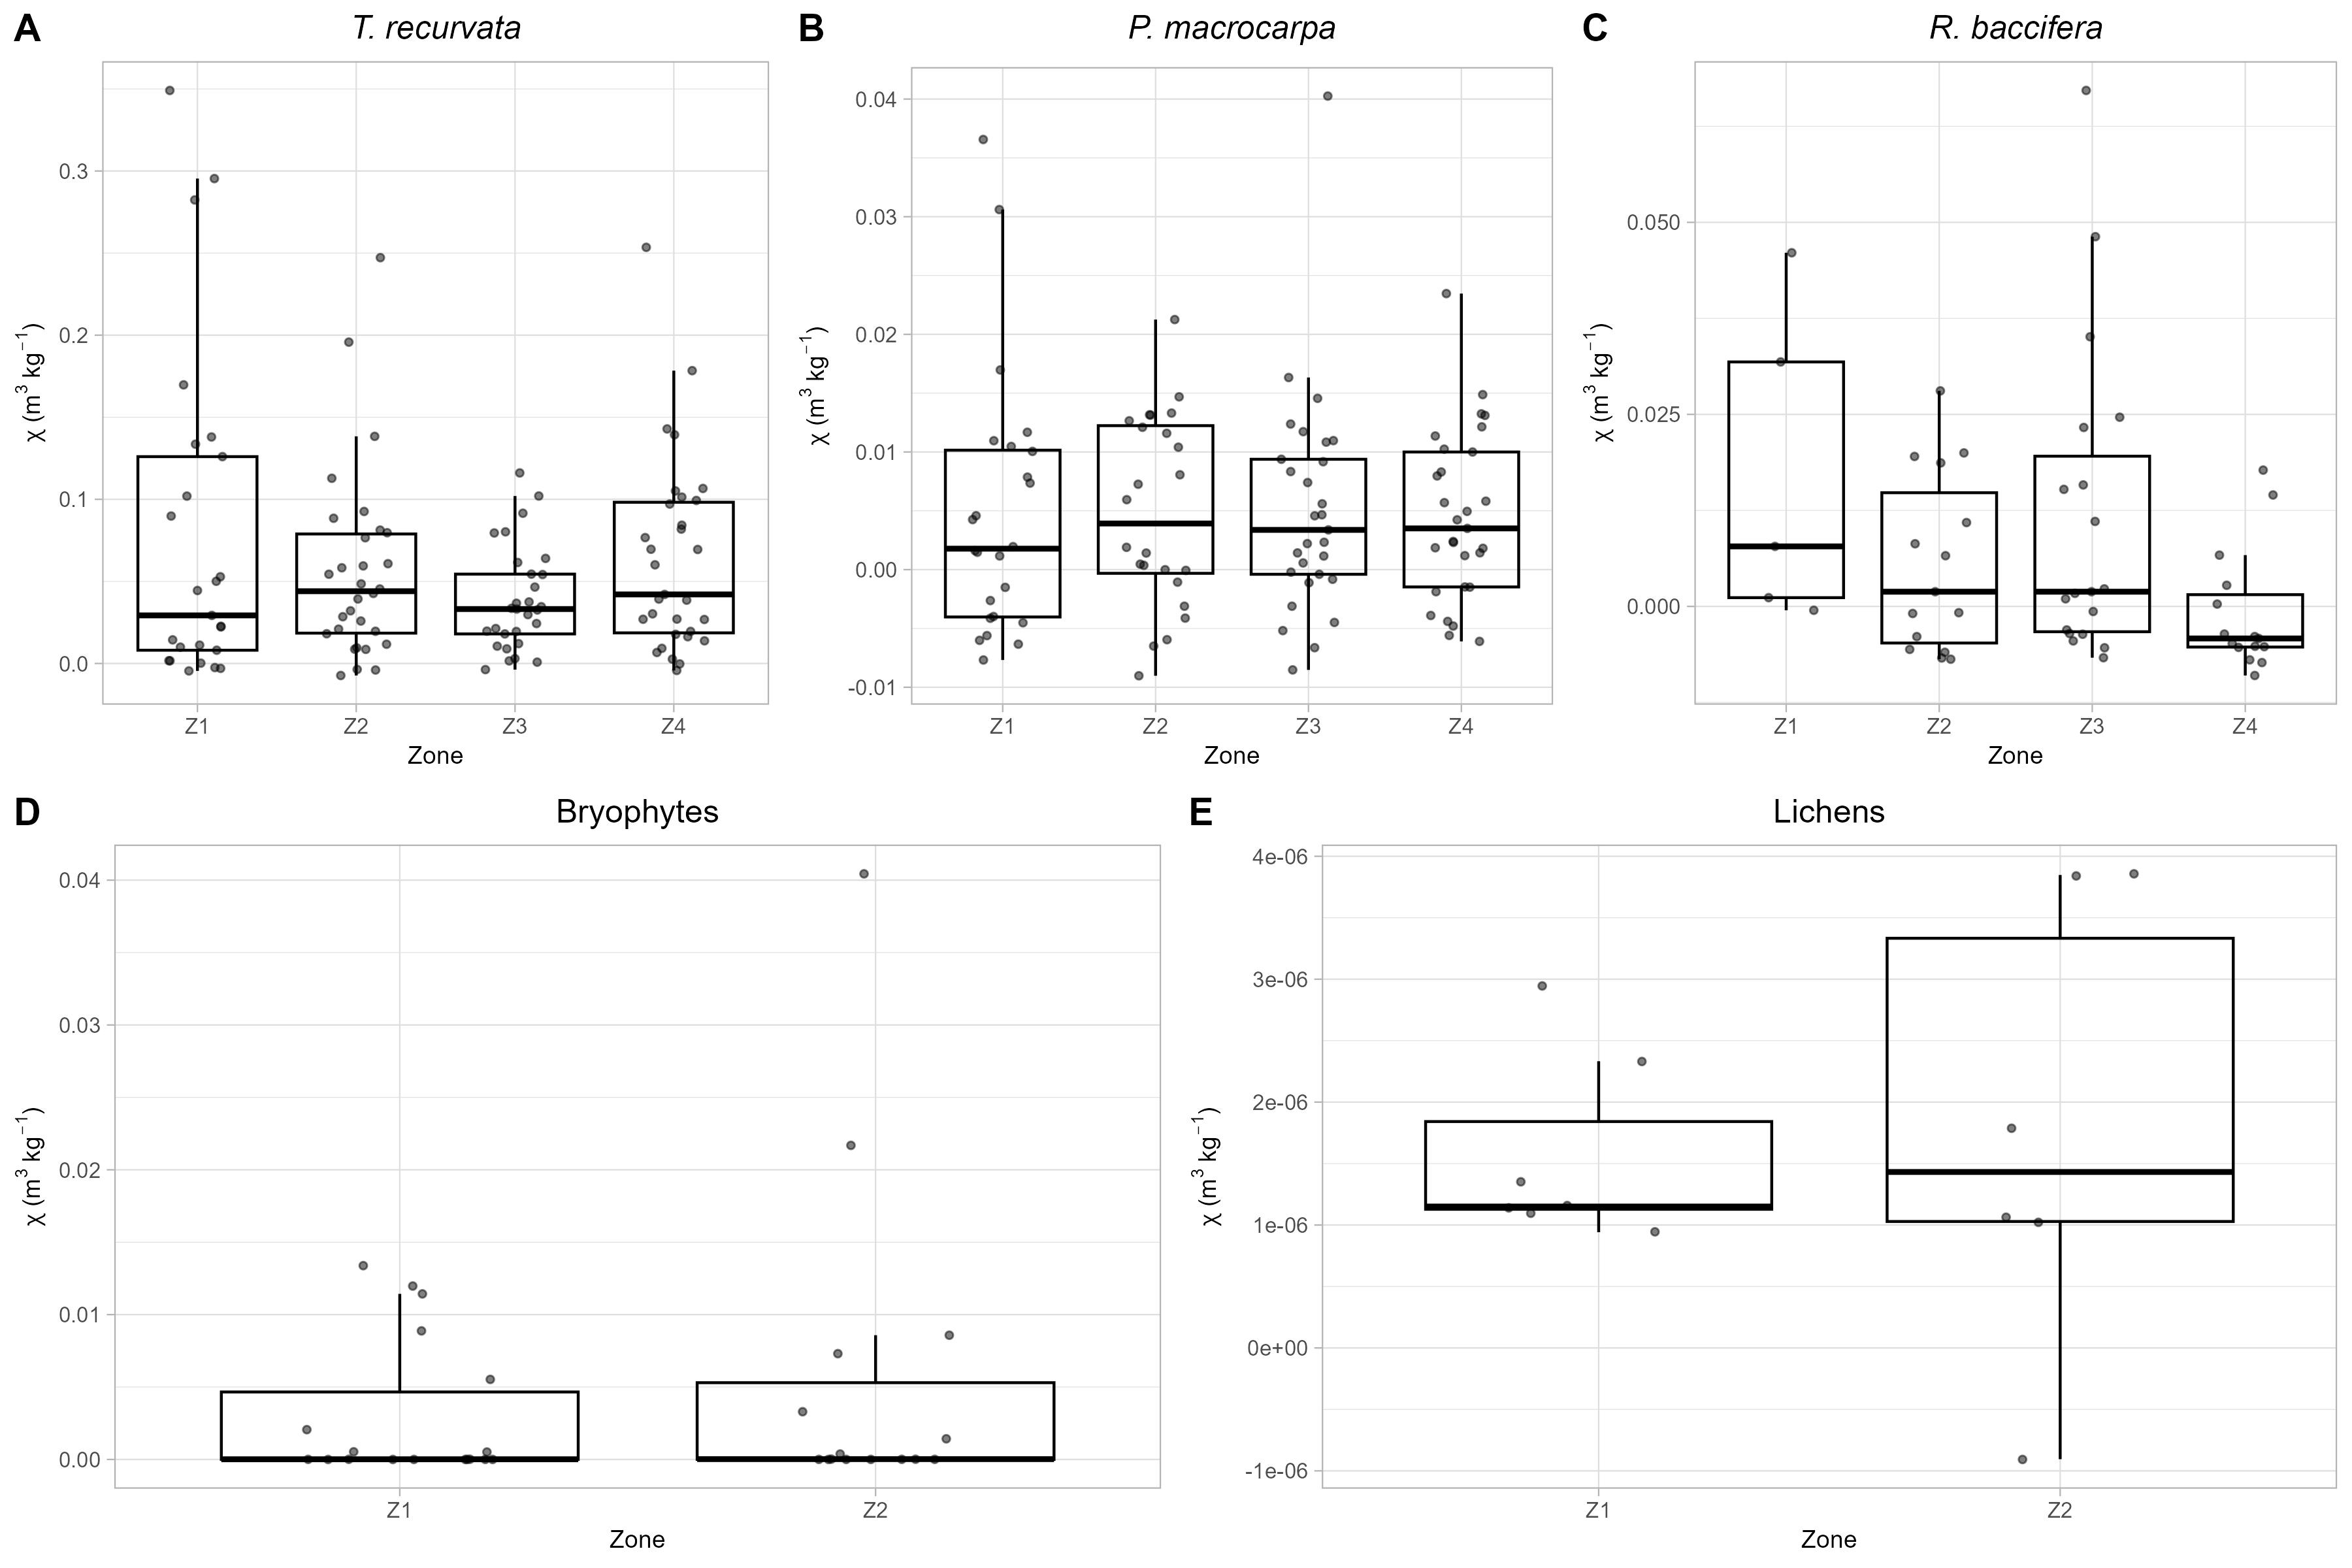 A
T. recurvata
χ (m³ kg⁻¹)
0.3
0.2
0.1
0.0
Z1 Z2 Z3 Z4
Zone
B
P. macrocarpa
χ (m³ kg⁻¹)
0.04
0.03
0.02
0.01
0.00
-0.01
Z1 Z2 Z3 Z4
Zone
C
R. baccifera
χ (m³ kg⁻¹)
0.050
0.025
0.000
Z1 Z2 Z3 Z4
Zone
D
Bryophytes
χ (m³ kg⁻¹)
0.04
0.03
0.02
0.01
0.00
Z1 Z2
Zone
E
Lichens
χ (m³ kg⁻¹)
4e-06
3e-06
2e-06
1e-06
0e+00
-1e-06
Z1 Z2
Zone